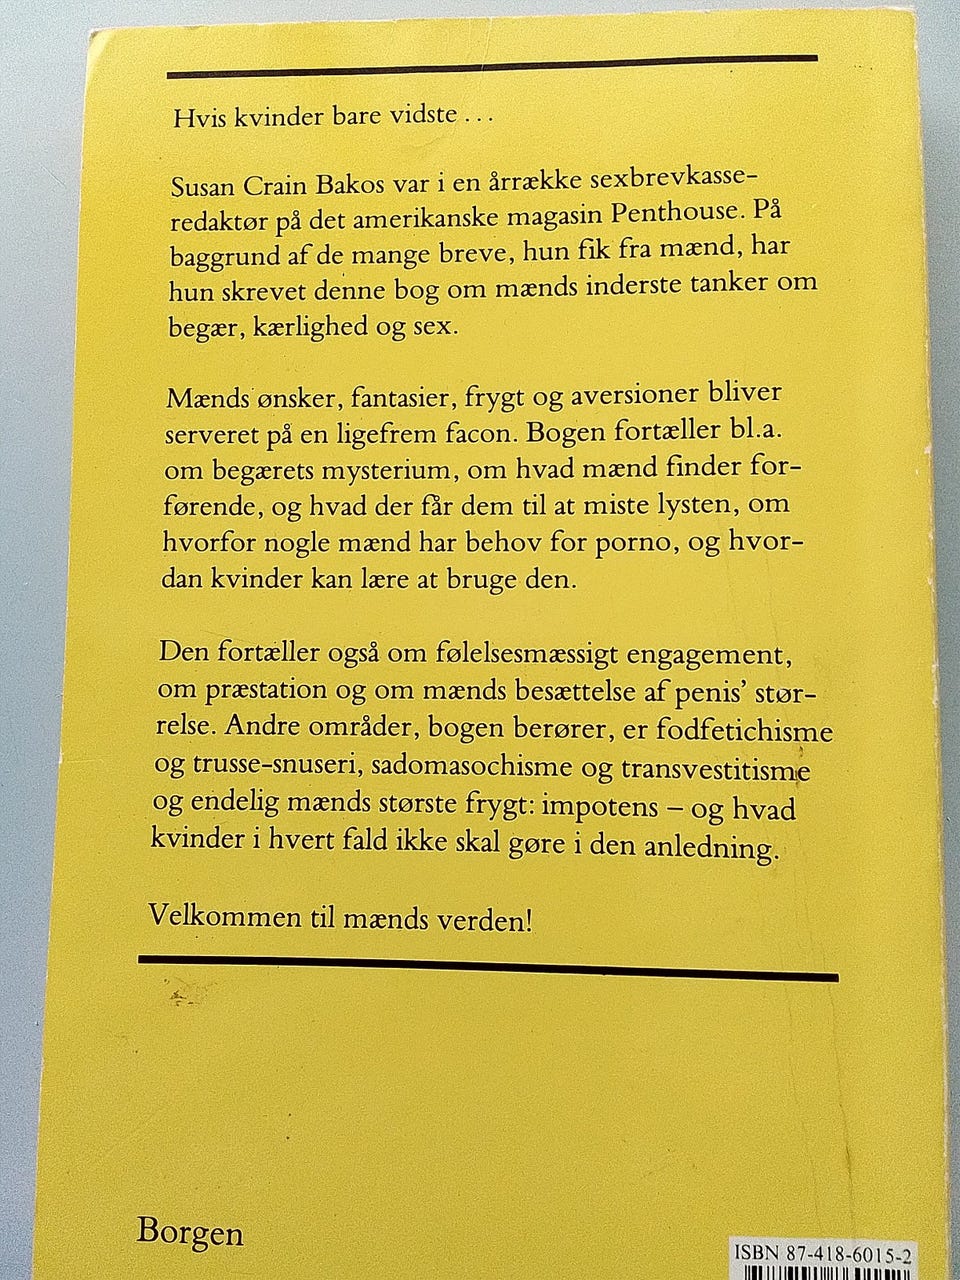 Hvis kvinder bare vidste . . .
Susan Crain Bakos var i en årrække sexbrevkasse-
redaktør på det amerikanske magasin Penthouse. På
baggrund af de mange breve, hun fik fra mænd, har
hun skrevet denne bog om mænds inderste tanker om
begær, kærlighed og sex.
Mænds ønsker, fantasier, frygt og aversioner bliver
serveret på en ligefrem facon. Bogen fortæller bl.a.
om begærets mysterium, om hvad mænd finder for-
førende, og hvad der får dem til at miste lysten, om
hvorfor nogle mænd har behov for porno, og hvor-
dan kvinder kan lære at bruge den.
Den fortæller også om følelsesmæssigt engagement,
om præstation og om mænds besættelse af penis’ stør-
relse. Andre områder, bogen berører, er fodfetichisme
og trusse-snuseri, sadomasochisme og transvestitisme
og endelig mænds største frygt: impotens – og hvad
kvinder i hvert fald ikke skal gøre i den anledning.
Velkommen til mænds verden!
Borgen
ISBN 87-418-6015-2